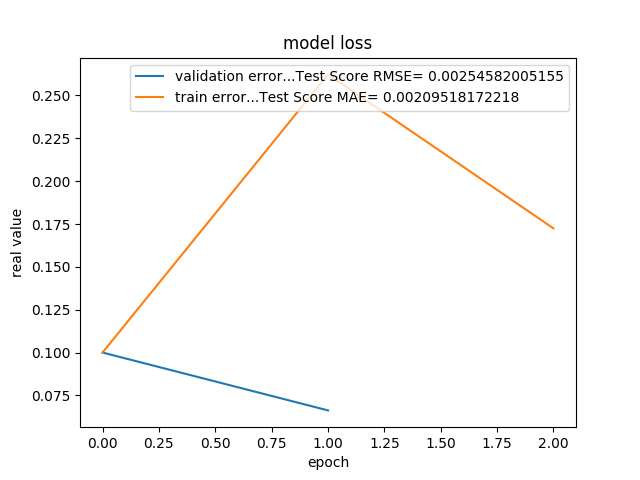 model loss
validation error...Test Score RMSE= 0.00254582005155
train error...Test Score MAE= 0.00209518172218
real value
0.250
0.225
0.200
0.175
0.150
0.125
0.100
0.075
0.00 0.25 0.50 0.75 1.00 1.25 1.50 1.75 2.00
epoch